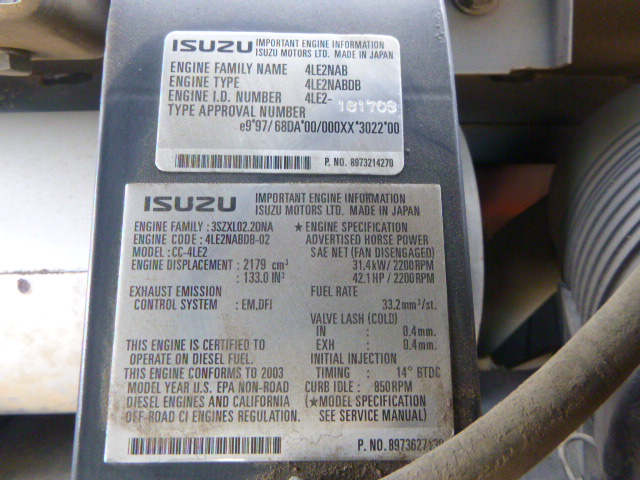 ISUZU IMPORTANT ENGINE INFORMATION
ISUZU MOTORS LTD. MADE IN JAPAN
ENGINE FAMILY NAME 4LE2NAB
ENGINE TYPE 4LE2NABDB
ENGINE I.D. NUMBER 4LE2- 181703
TYPE APPROVAL NUMBER
e9*97/68DA*00/000XX*3022*00
P. NO. 8973214270
ISUZU IMPORTANT ENGINE INFORMATION
ISUZU MOTORS LTD. MADE IN JAPAN
ENGINE FAMILY : 3SZXL02.2DNA
ENGINE CODE : 4LE2NABDB-02
MODEL : CC-4LE2
ENGINE DISPLACEMENT : 2179 cm³
: 133.0 IN³
EXHAUST EMISSION
CONTROL SYSTEM : EM,DFI
THIS ENGINE IS CERTIFIED TO
OPERATE ON DIESEL FUEL.
THIS ENGINE CONFORMS TO 2003
MODEL YEAR U.S. EPA NON-ROAD
DIESEL ENGINES AND CALIFORNIA
OFF-ROAD CI ENGINES REGULATION.
★ ENGINE SPECIFICATION
ADVERTISED HORSE POWER
SAE NET (FAN DISENGAGED)
31.4kW / 2200RPM
42.1HP / 2200RPM
FUEL RATE
33.2mm³/st.
VALVE LASH (COLD)
IN : 0.4mm.
EXH : 0.4mm.
INITIAL INJECTION
TIMING : 14° BTDC
CURB IDLE : 850RPM
(★MODEL SPECIFICATION
SEE SERVICE MANUAL)
P. NO.